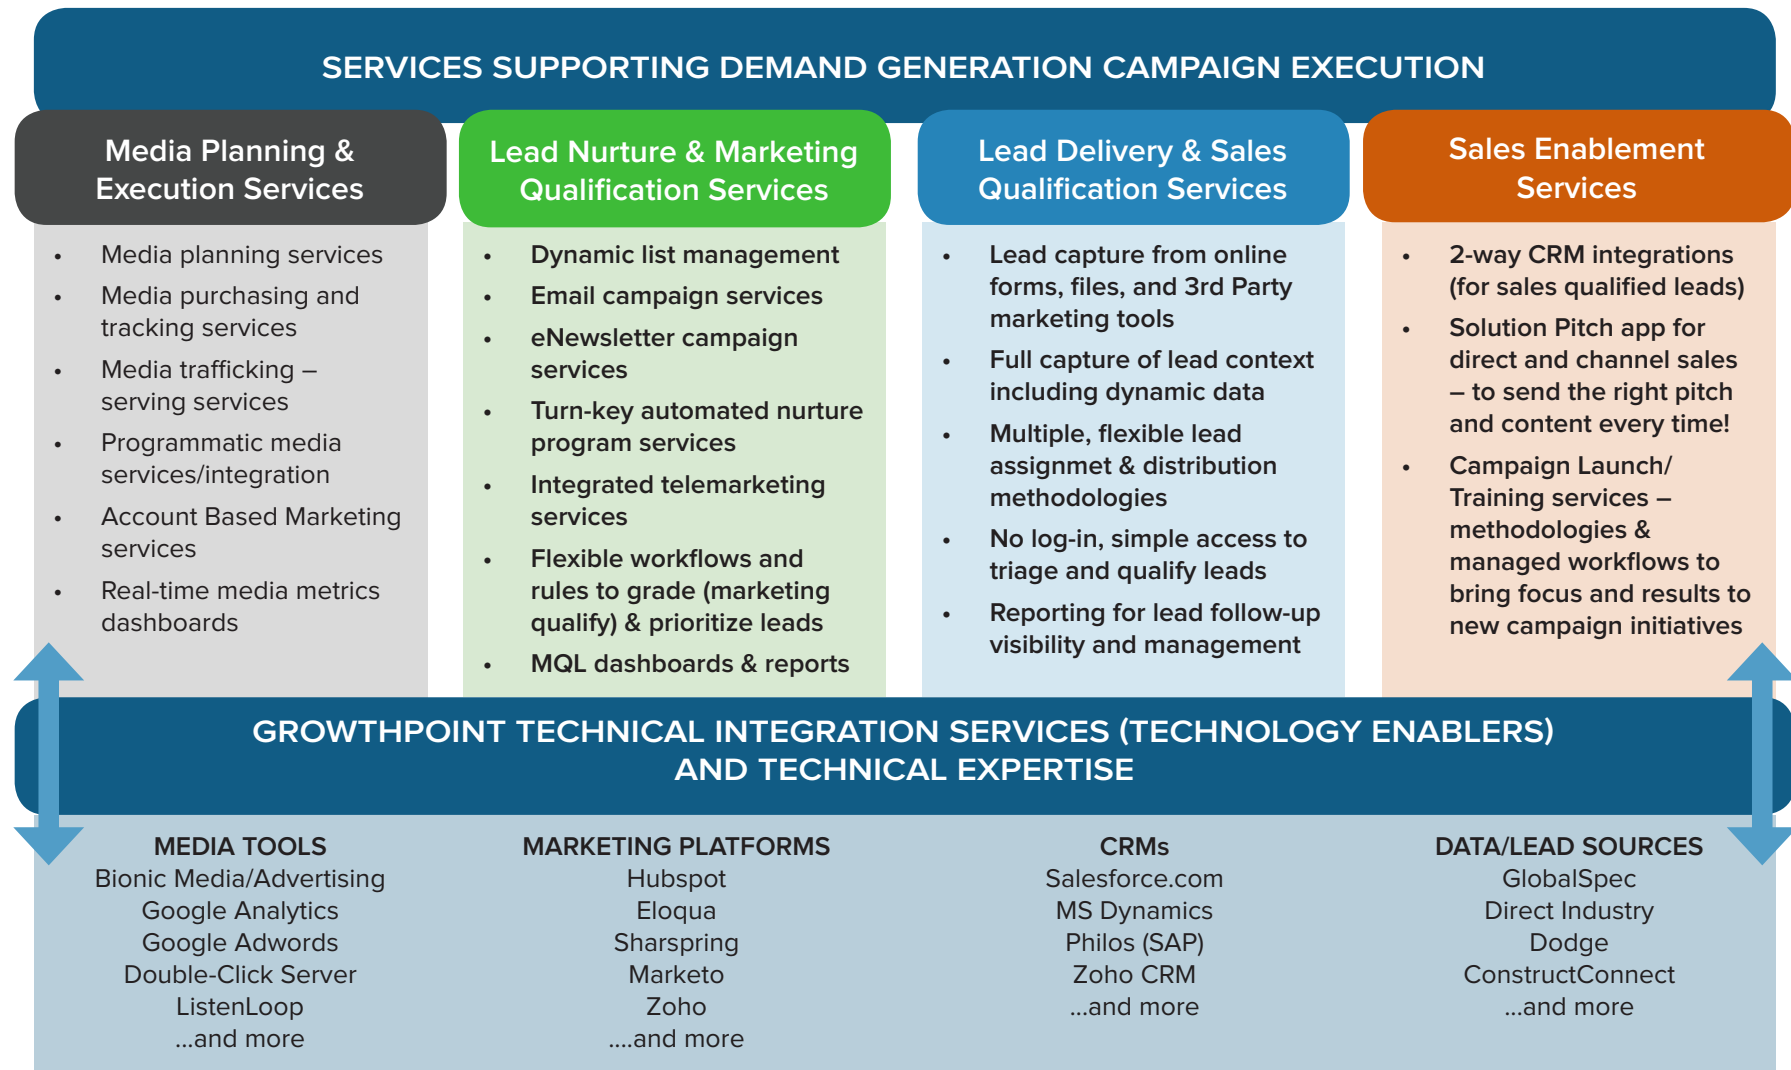 SERVICES SUPPORTING DEMAND GENERATION CAMPAIGN EXECUTION
Media Planning &
Execution Services
• Media planning services
• Media purchasing and
tracking services
• Media trafficking –
serving services
• Programmatic media
services/integration
• Account Based Marketing
services
• Real-time media metrics
dashboards
Lead Nurture & Marketing
Qualification Services
• Dynamic list management
• Email campaign services
• eNewsletter campaign
services
• Turn-key automated nurture
program services
• Integrated telemarketing
services
• Flexible workflows and
rules to grade (marketing
qualify) & prioritize leads
• MQL dashboards & reports
Lead Delivery & Sales
Qualification Services
• Lead capture from online
forms, files, and 3rd Party
marketing tools
• Full capture of lead context
including dynamic data
• Multiple, flexible lead
assignmet & distribution
methodologies
• No log-in, simple access to
triage and qualify leads
• Reporting for lead follow-up
visibility and management
Sales Enablement
Services
• 2-way CRM integrations
(for sales qualified leads)
• Solution Pitch app for
direct and channel sales
– to send the right pitch
and content every time!
• Campaign Launch/
Training services –
methodologies &
managed workflows to
bring focus and results to
new campaign initiatives
GROWTHPOINT TECHNICAL INTEGRATION SERVICES (TECHNOLOGY ENABLERS)
AND TECHNICAL EXPERTISE
MEDIA TOOLS
Bionic Media/Advertising
Google Analytics
Google Adwords
Double-Click Server
ListenLoop
...and more
MARKETING PLATFORMS
Hubspot
Eloqua
Sharspring
Marketo
Zoho
....and more
CRMs
Salesforce.com
MS Dynamics
Philos (SAP)
Zoho CRM
...and more
DATA/LEAD SOURCES
GlobalSpec
Direct Industry
Dodge
ConstructConnect
...and more